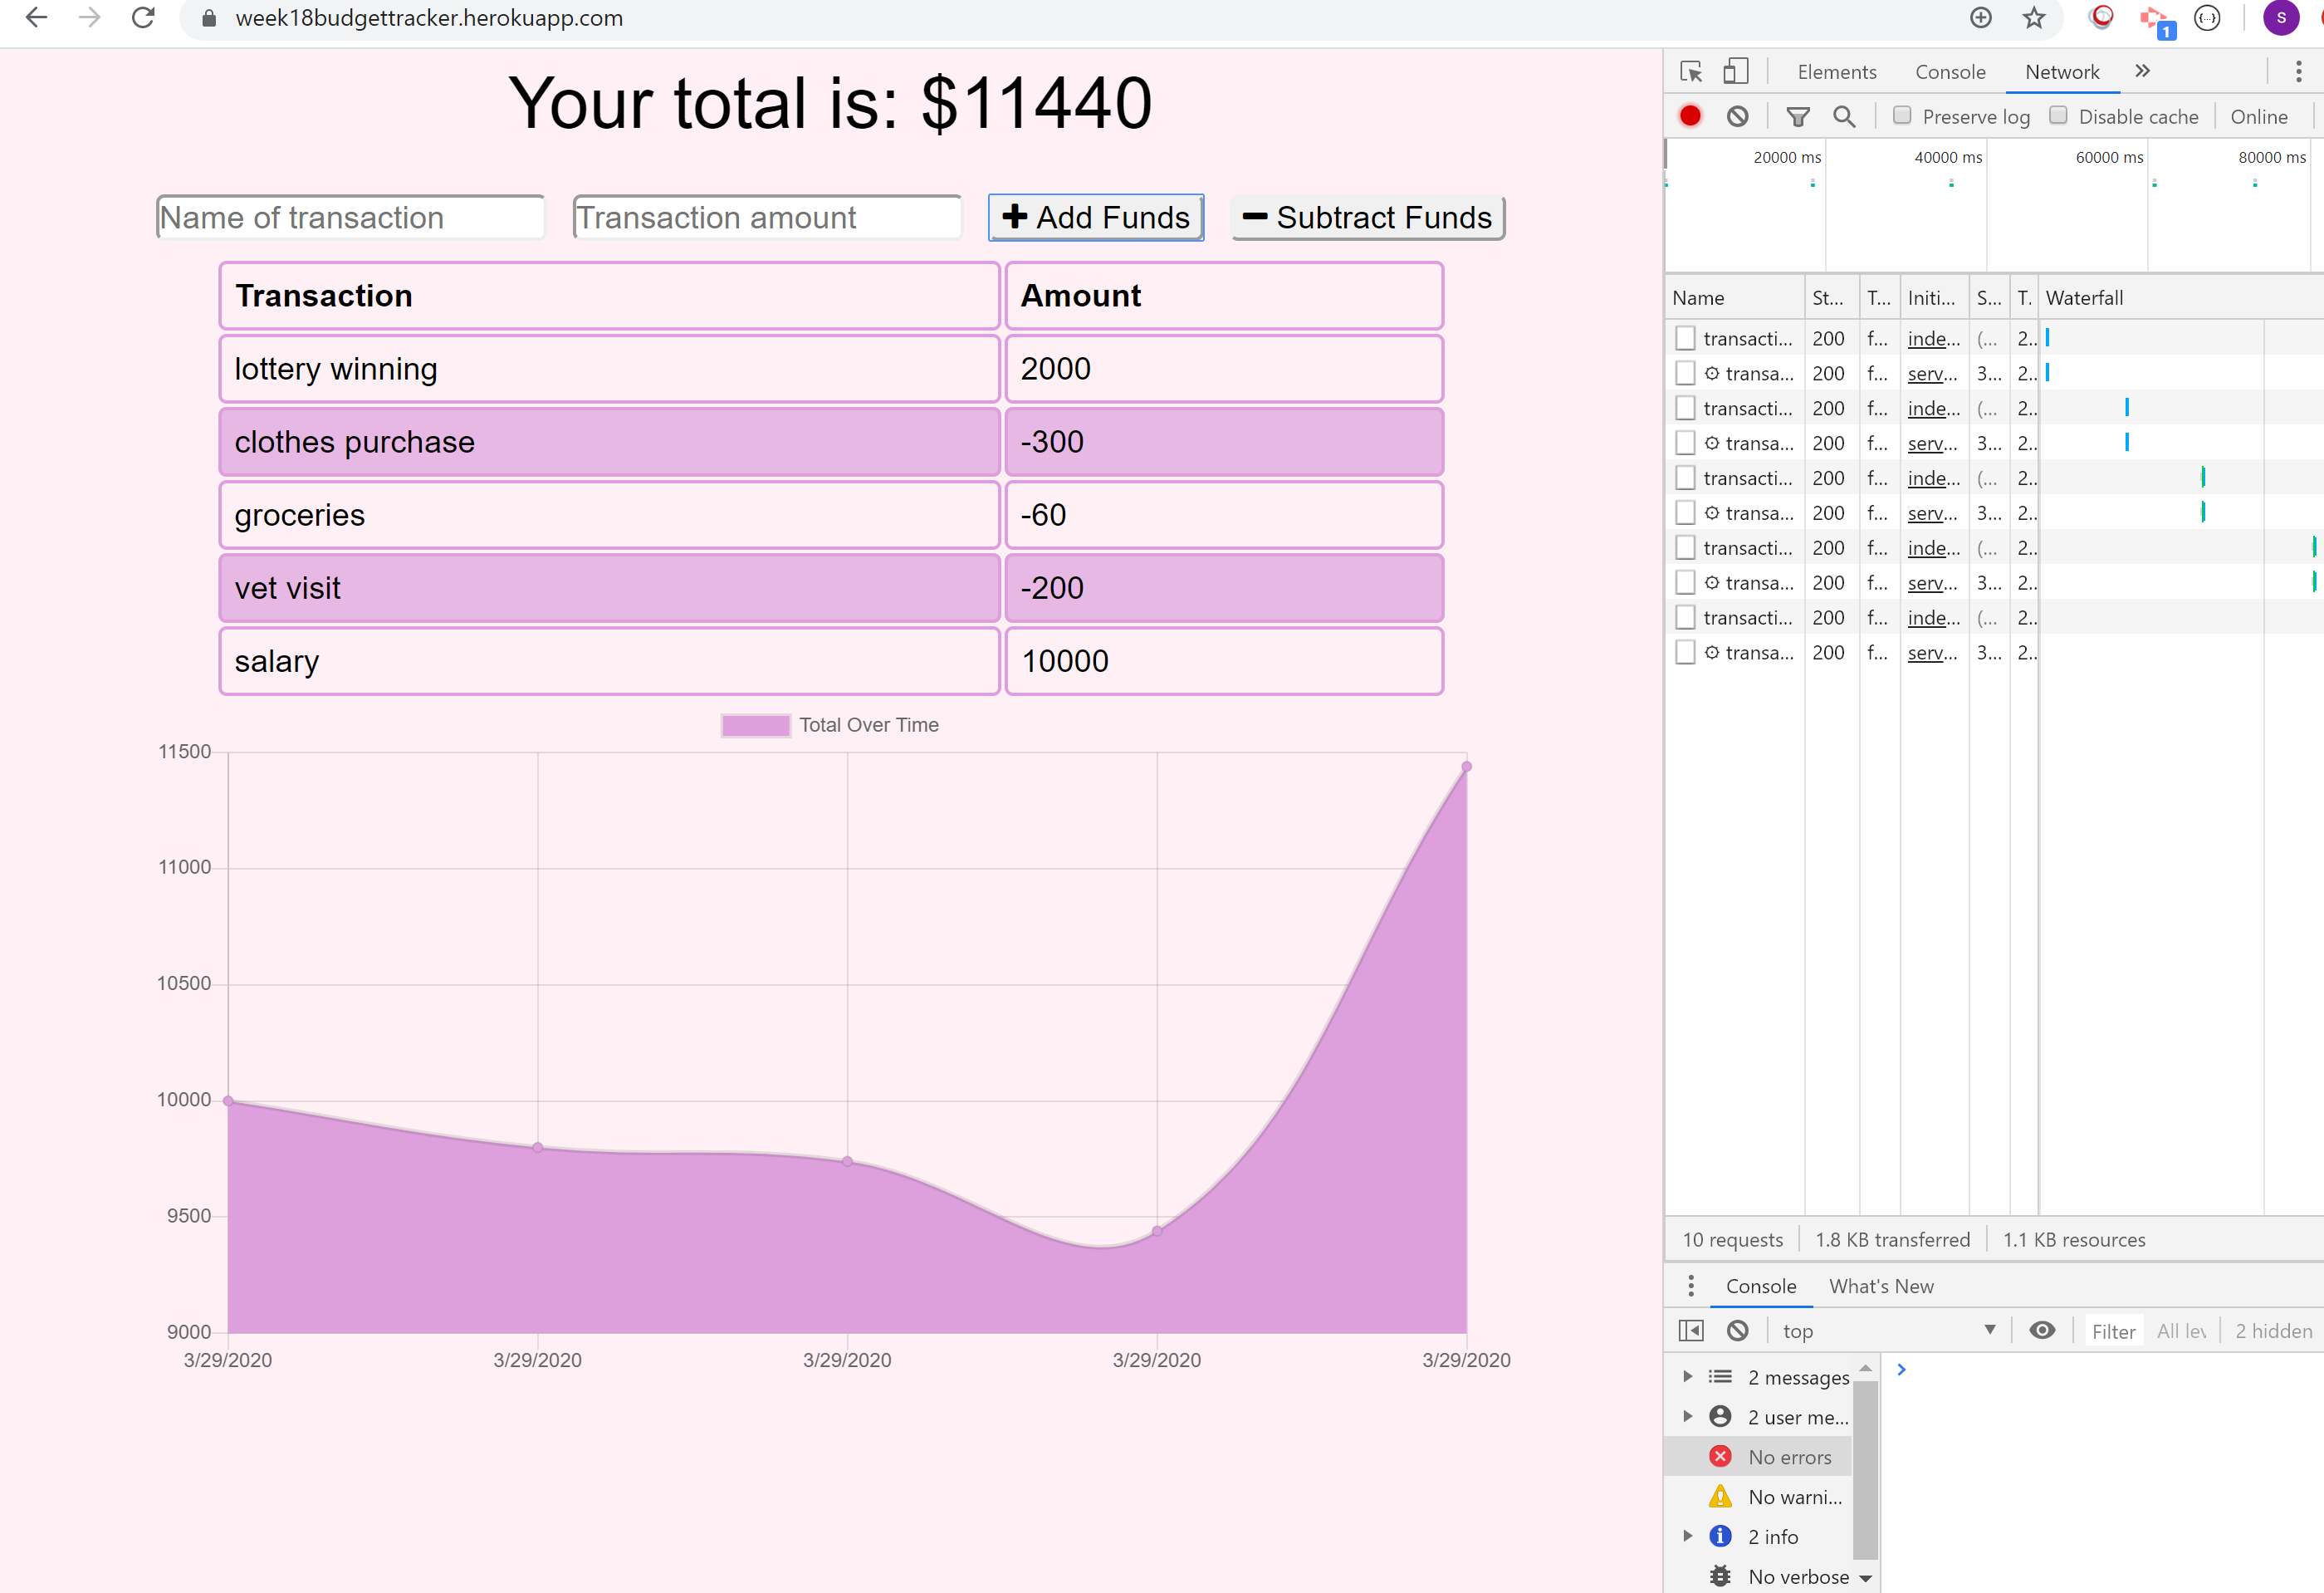 week18budgettracker.herokuapp.com
1
S
Your total is: $11440
Name of transaction Transaction amount Add Funds Subtract Funds
Transaction Amount
lottery winning 2000
clothes purchase -300
groceries -60
vet visit -200
salary 10000
Total Over Time
11500
11000
10500
10000
9500
9000
3/29/2020 3/29/2020 3/29/2020 3/29/2020 3/29/2020
Elements Console Network »
Preserve log Disable cache Online
20000 ms 40000 ms 60000 ms 80000 ms
Name St... T... Initi... S... T. Waterfall
transacti... 200 f... inde... (... 2..
transa... 200 f... serv... 3... 2..
transacti... 200 f... inde... (... 2..
transa... 200 f... serv... 3... 2..
transacti... 200 f... inde... (... 2..
transa... 200 f... serv... 3... 2..
transacti... 200 f... inde... (... 2..
transa... 200 f... serv... 3... 2..
transacti... 200 f... inde... (... 2..
transa... 200 f... serv... 3... 2..
10 requests 1.8 KB transferred 1.1 KB resources
Console What's New
top Filter All lev 2 hidden
2 messages
2 user me...
No errors
No warni...
2 info
No verbose